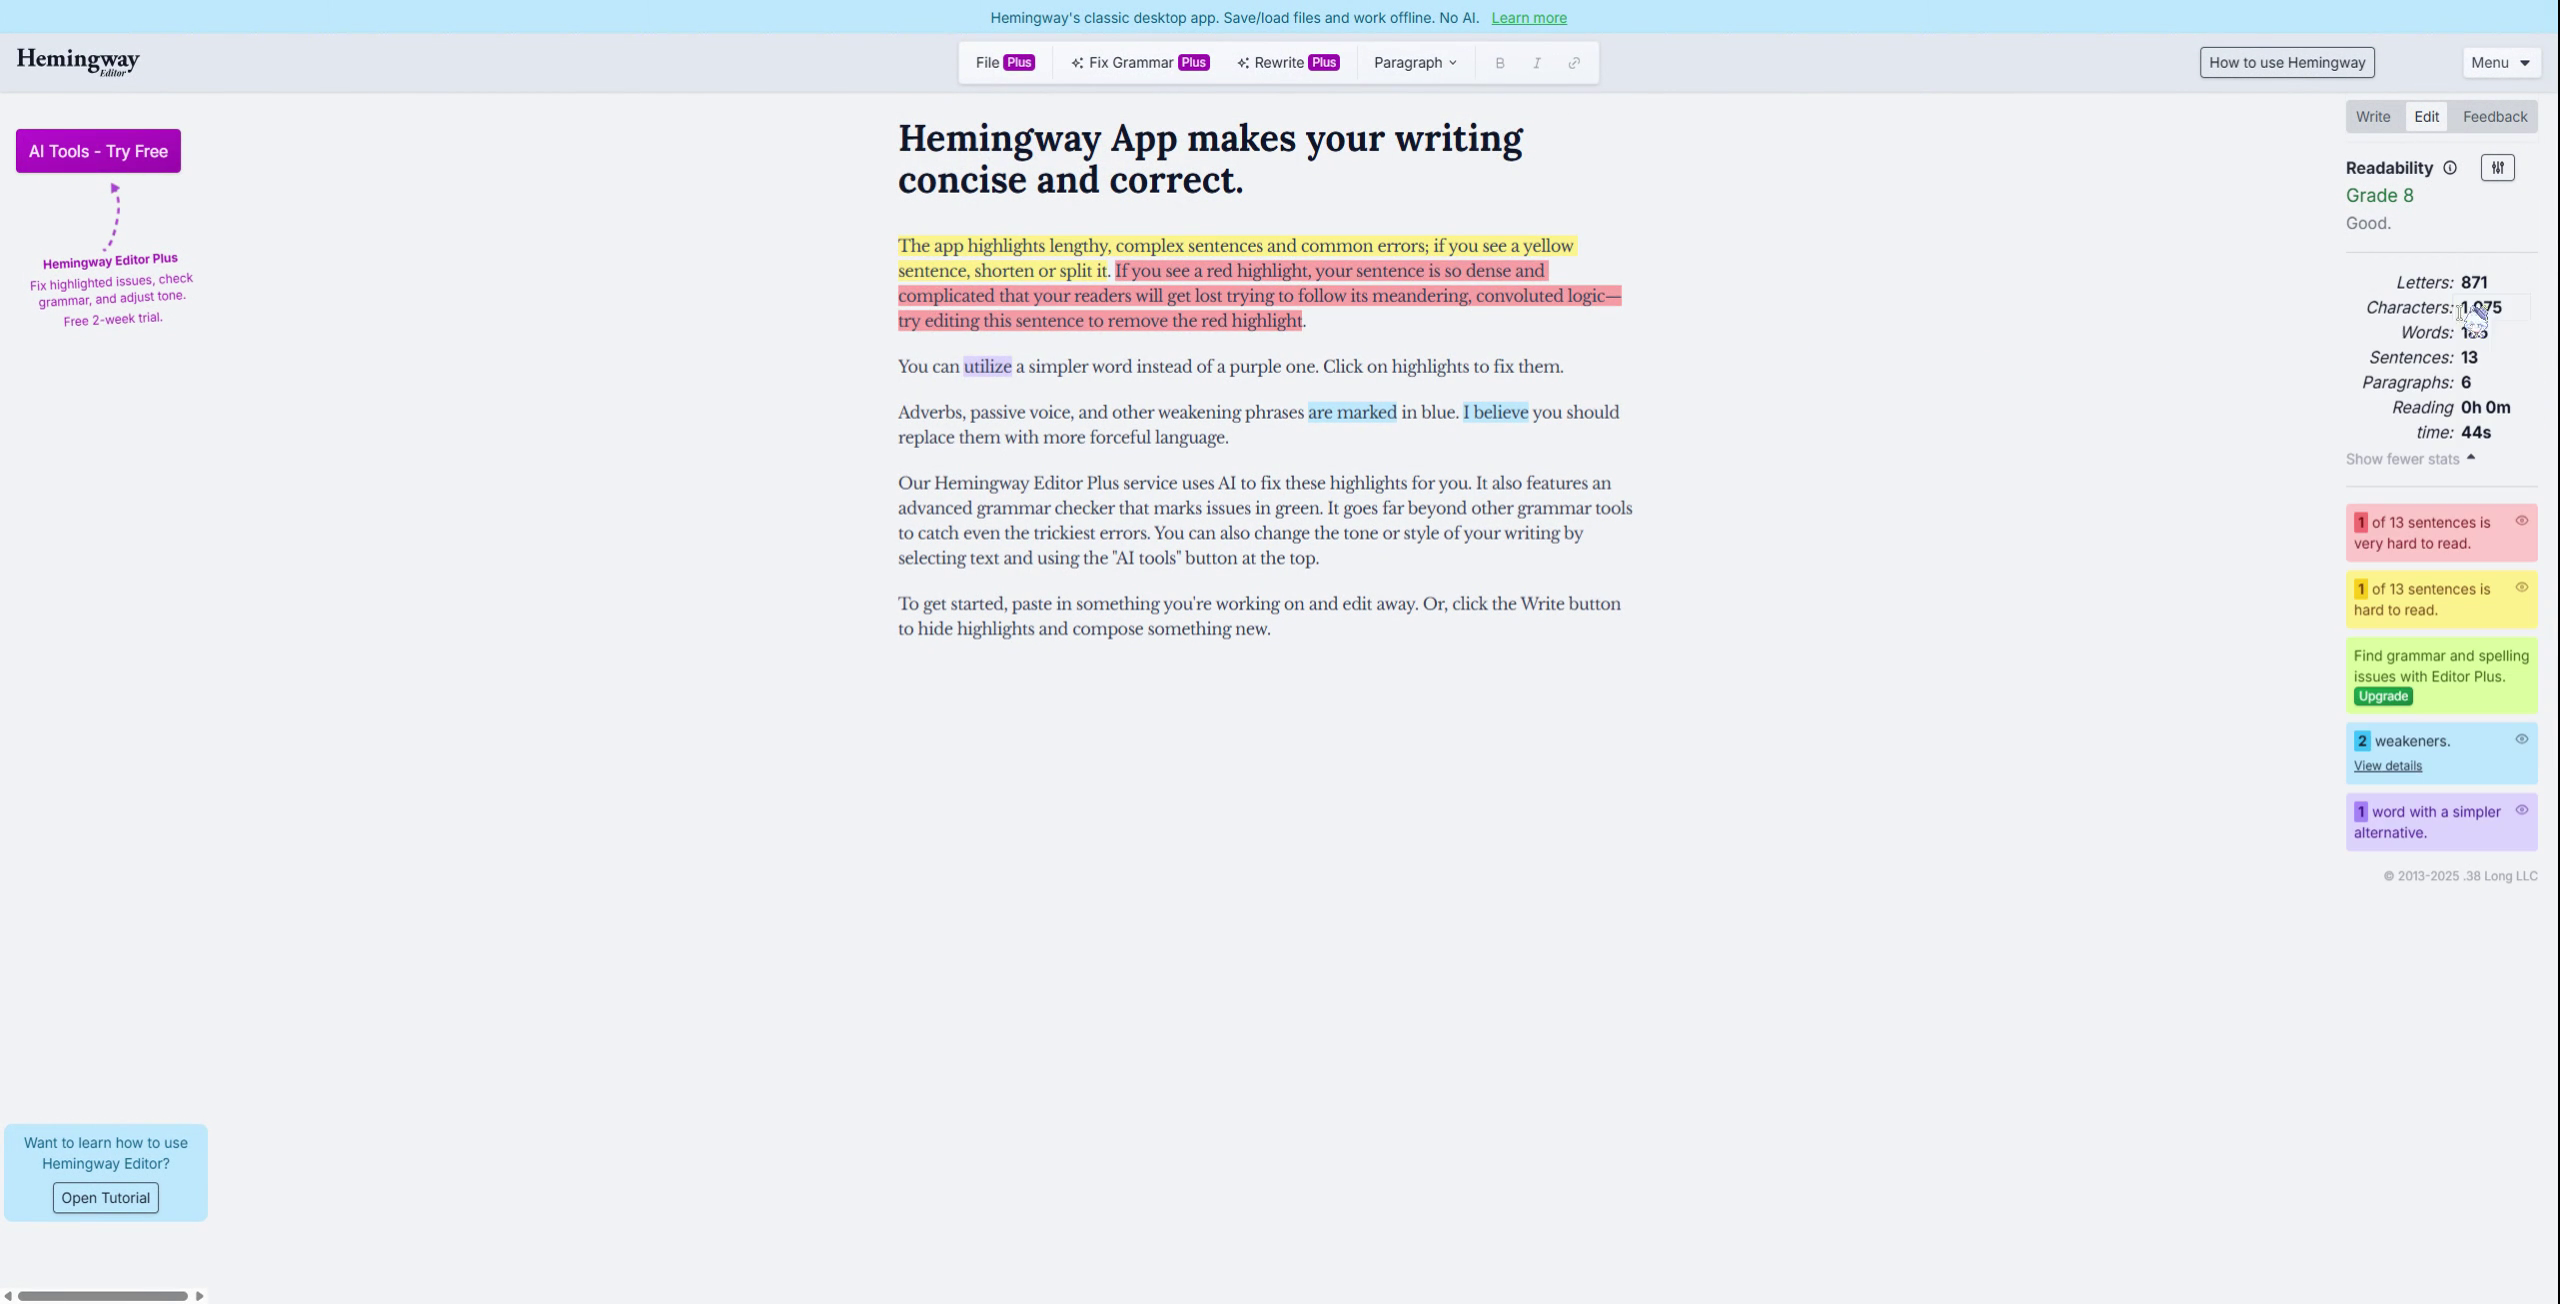 Hemingway's classic desktop app. Save/load files and work offline. No AI. Learn more
Hemingway
Editor
File Plus
Fix Grammar Plus
Rewrite Plus
Paragraph
B
I
How to use Hemingway
Menu
AI Tools - Try Free
Hemingway Editor Plus
Fix highlighted issues, check
grammar, and adjust tone.
Free 2-week trial.
Hemingway App makes your writing
concise and correct.
The app highlights lengthy, complex sentences and common errors; if you see a yellow
sentence, shorten or split it. If you see a red highlight, your sentence is so dense and
complicated that your readers will get lost trying to follow its meandering, convoluted logic—
try editing this sentence to remove the red highlight.
You can utilize a simpler word instead of a purple one. Click on highlights to fix them.
Adverbs, passive voice, and other weakening phrases are marked in blue. I believe you should
replace them with more forceful language.
Our Hemingway Editor Plus service uses AI to fix these highlights for you. It also features an
advanced grammar checker that marks issues in green. It goes far beyond other grammar tools
to catch even the trickiest errors. You can also change the tone or style of your writing by
selecting text and using the "AI tools" button at the top.
To get started, paste in something you're working on and edit away. Or, click the Write button
to hide highlights and compose something new.
Write Edit Feedback
Readability
Grade 8
Good.
Letters: 871
Characters:
Words:
Sentences: 13
Paragraphs: 6
Reading 0h 0m
time: 44s
Show fewer stats
1 of 13 sentences is
very hard to read.
1 of 13 sentences is
hard to read.
Find grammar and spelling
issues with Editor Plus.
Upgrade
2 weakeners.
View details
1 word with a simpler
alternative.
© 2013-2025 .38 Long LLC
Want to learn how to use
Hemingway Editor?
Open Tutorial